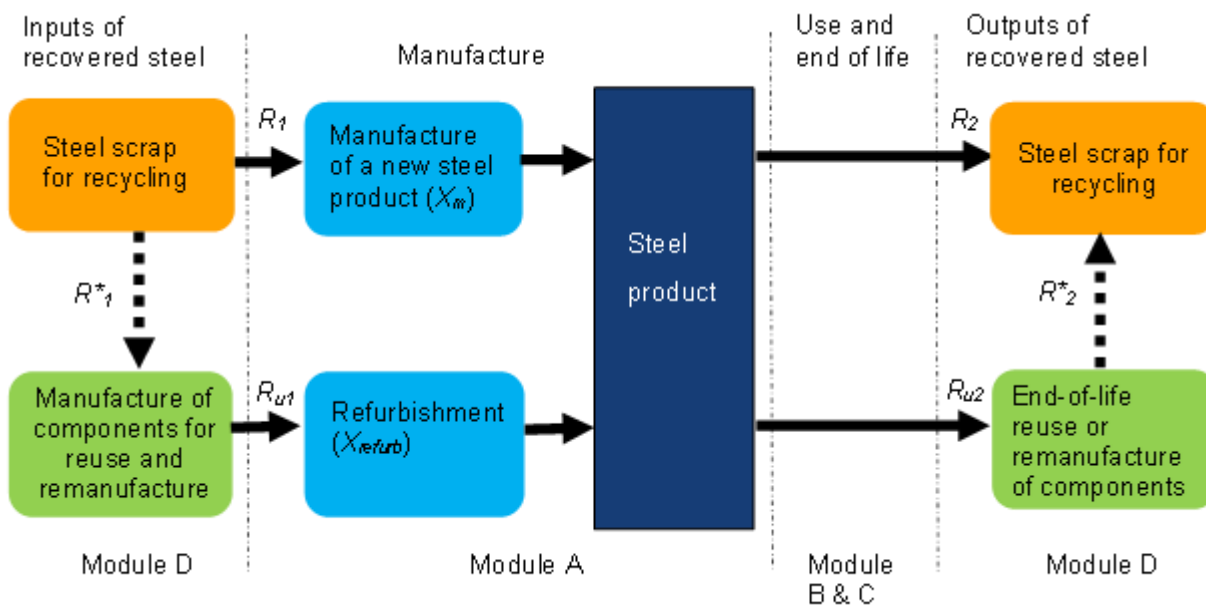 Inputs of
recovered steel
Manufacture
Use and
end of life
Outputs of
recovered steel
Steel scrap
for recycling
R1
Manufacture
of a new steel
product (Xm)
Steel
product
R2
Steel scrap for
recycling
R*1
R*2
Manufacture of
components for
reuse and
remanufacture
Ru1
Refurbishment
(Xrefurb)
Ru2
End-of-life
reuse or
remanufacture
of components
Module D
Module A
Module
B & C
Module D